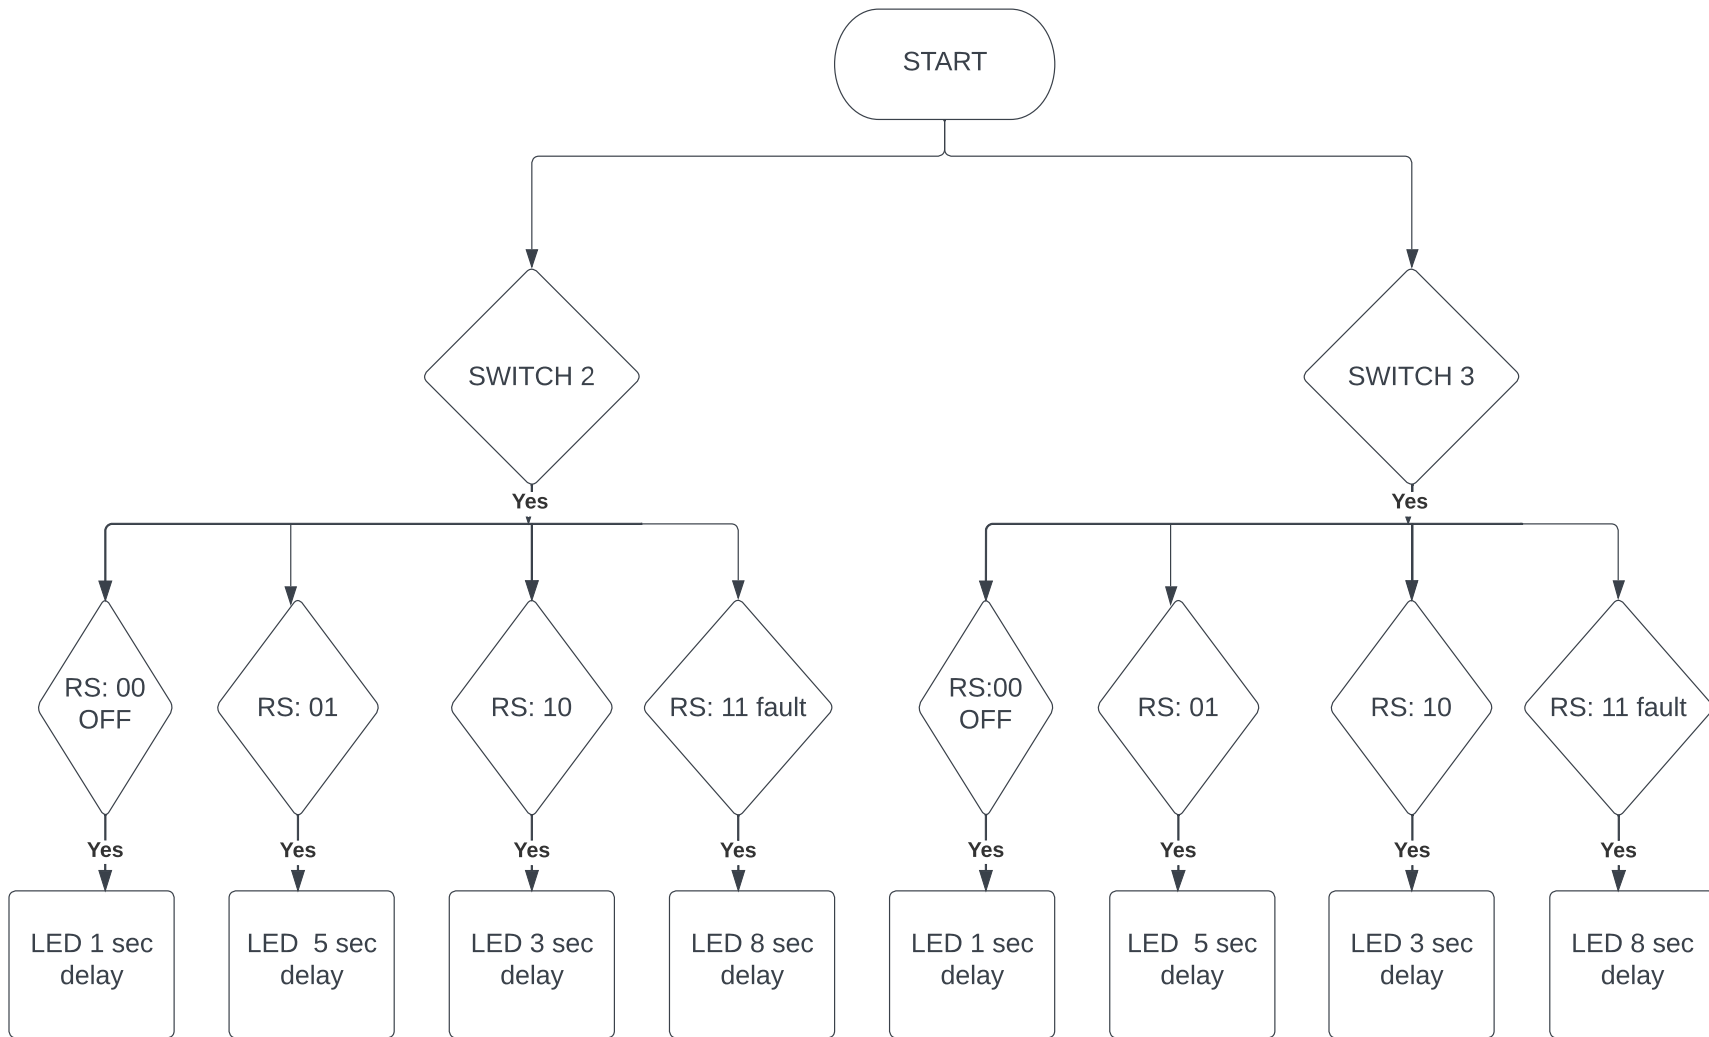 START
SWITCH 2
SWITCH 3
Yes
Yes
RS: 00
OFF
RS: 01
RS: 10
RS: 11 fault
RS:00
OFF
RS: 01
RS: 10
RS: 11 fault
Yes
Yes
Yes
Yes
Yes
Yes
Yes
Yes
LED 1 sec
delay
LED  5 sec
delay
LED 3 sec
delay
LED 8 sec
delay
LED 1 sec
delay
LED  5 sec
delay
LED 3 sec
delay
LED 8 sec
delay